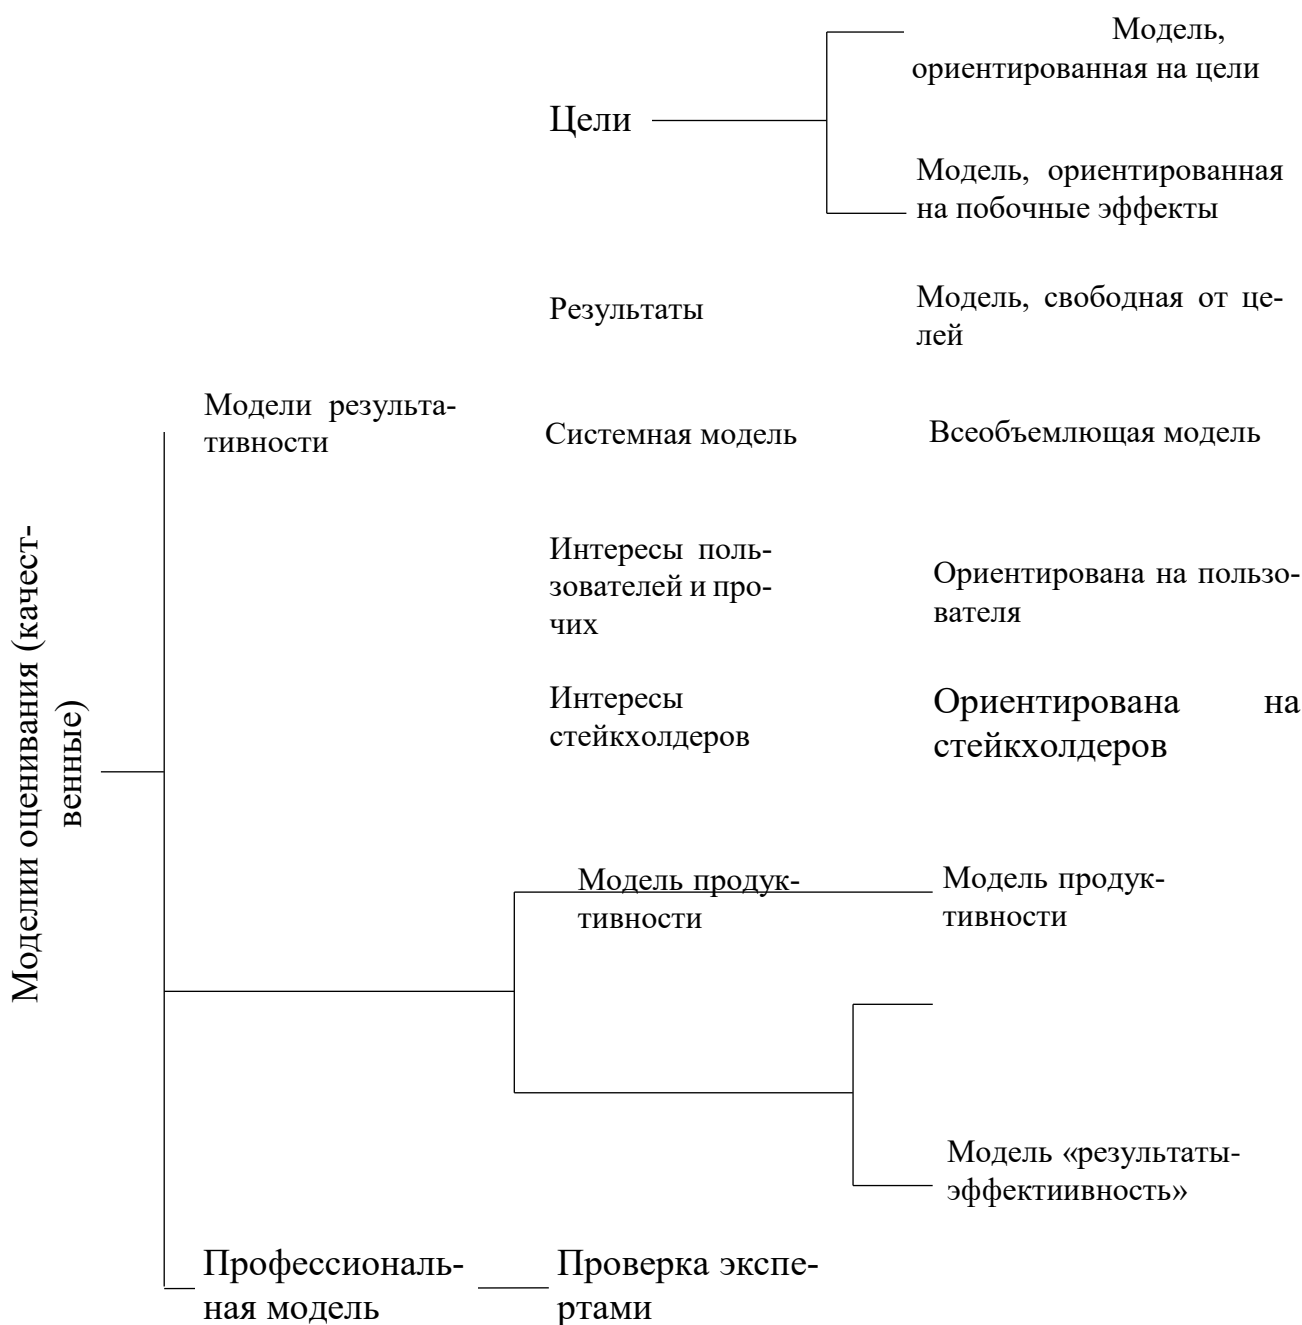 Модель,
ориентированная на цели
Цели
Модель, ориентированная
на побочные эффекты
Результаты
Модель, свободная от це-
лей
Модели результа-
тивности
Системная модель
Всеобъемлющая модель
Интересы поль-
зователей и про-
чих
Ориентирована на пользо-
вателя
Интересы
стейкхолдеров
Ориентирована на
стейкхолдеров
Моделии оценивания (качест-
венные)
Модель продук-
тивности
Модель продук-
тивности
Модель «результаты-
эффектиивность»
Профессиональ-
ная модель
Проверка экспе-
ртами